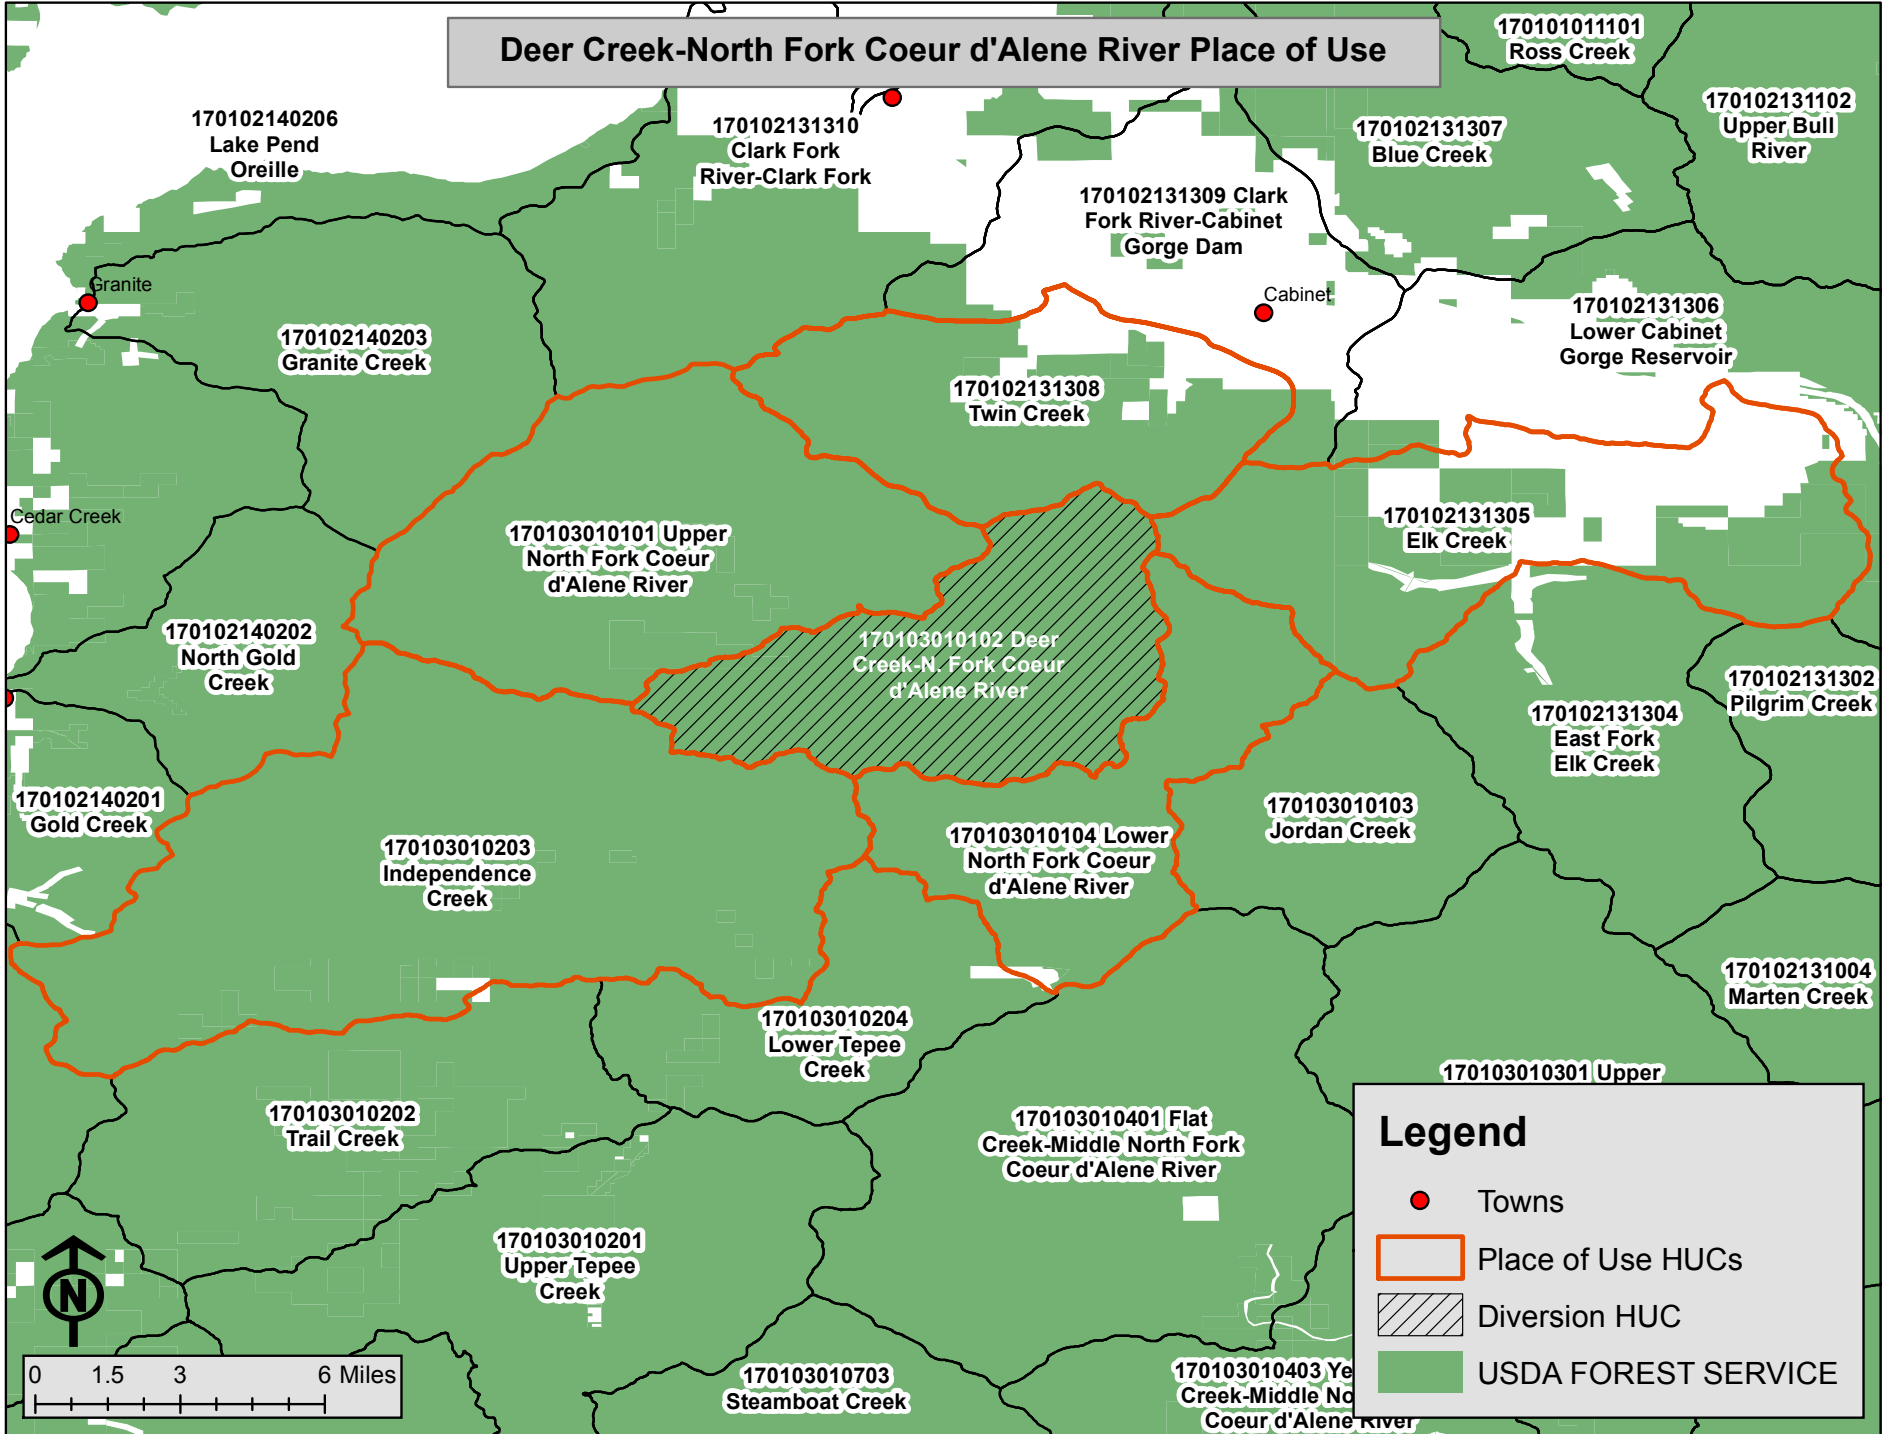 Deer Creek-North Fork Coeur d'Alene River Place of Use
170101011101
Ross Creek
170102131102
Upper Bull
River
170102140206
Lake Pend
Oreille
170102131310
Clark Fork
River-Clark Fork
170102131307
Blue Creek
170102131309 Clark
Fork River-Cabinet
Gorge Dam
Granite
Cabinet
170102131306
Lower Cabinet
Gorge Reservoir
170102140203
Granite Creek
170102131308
Twin Creek
Cedar Creek
170103010101 Upper
North Fork Coeur
d'Alene River
170102131305
Elk Creek
170102140202
North Gold
Creek
170103010102 Deer
Creek-N. Fork Coeur
d'Alene River
170102131302
Pilgrim Creek
170102131304
East Fork
Elk Creek
170102140201
Gold Creek
170103010103
Jordan Creek
170103010203
Independence
Creek
170103010104 Lower
North Fork Coeur
d'Alene River
170102131004
Marten Creek
170103010204
Lower Tepee
Creek
170103010301 Upper
170103010202
Trail Creek
170103010401 Flat
Creek-Middle North Fork
Coeur d'Alene River
170103010201
Upper Tepee
Creek
170103010703
Steamboat Creek
170103010403 Ye
Creek-Middle No
Coeur d'Alene River
Legend
Towns
Place of Use HUCs
Diversion HUC
USDA FOREST SERVICE
N
0 1.5 3 6 Miles